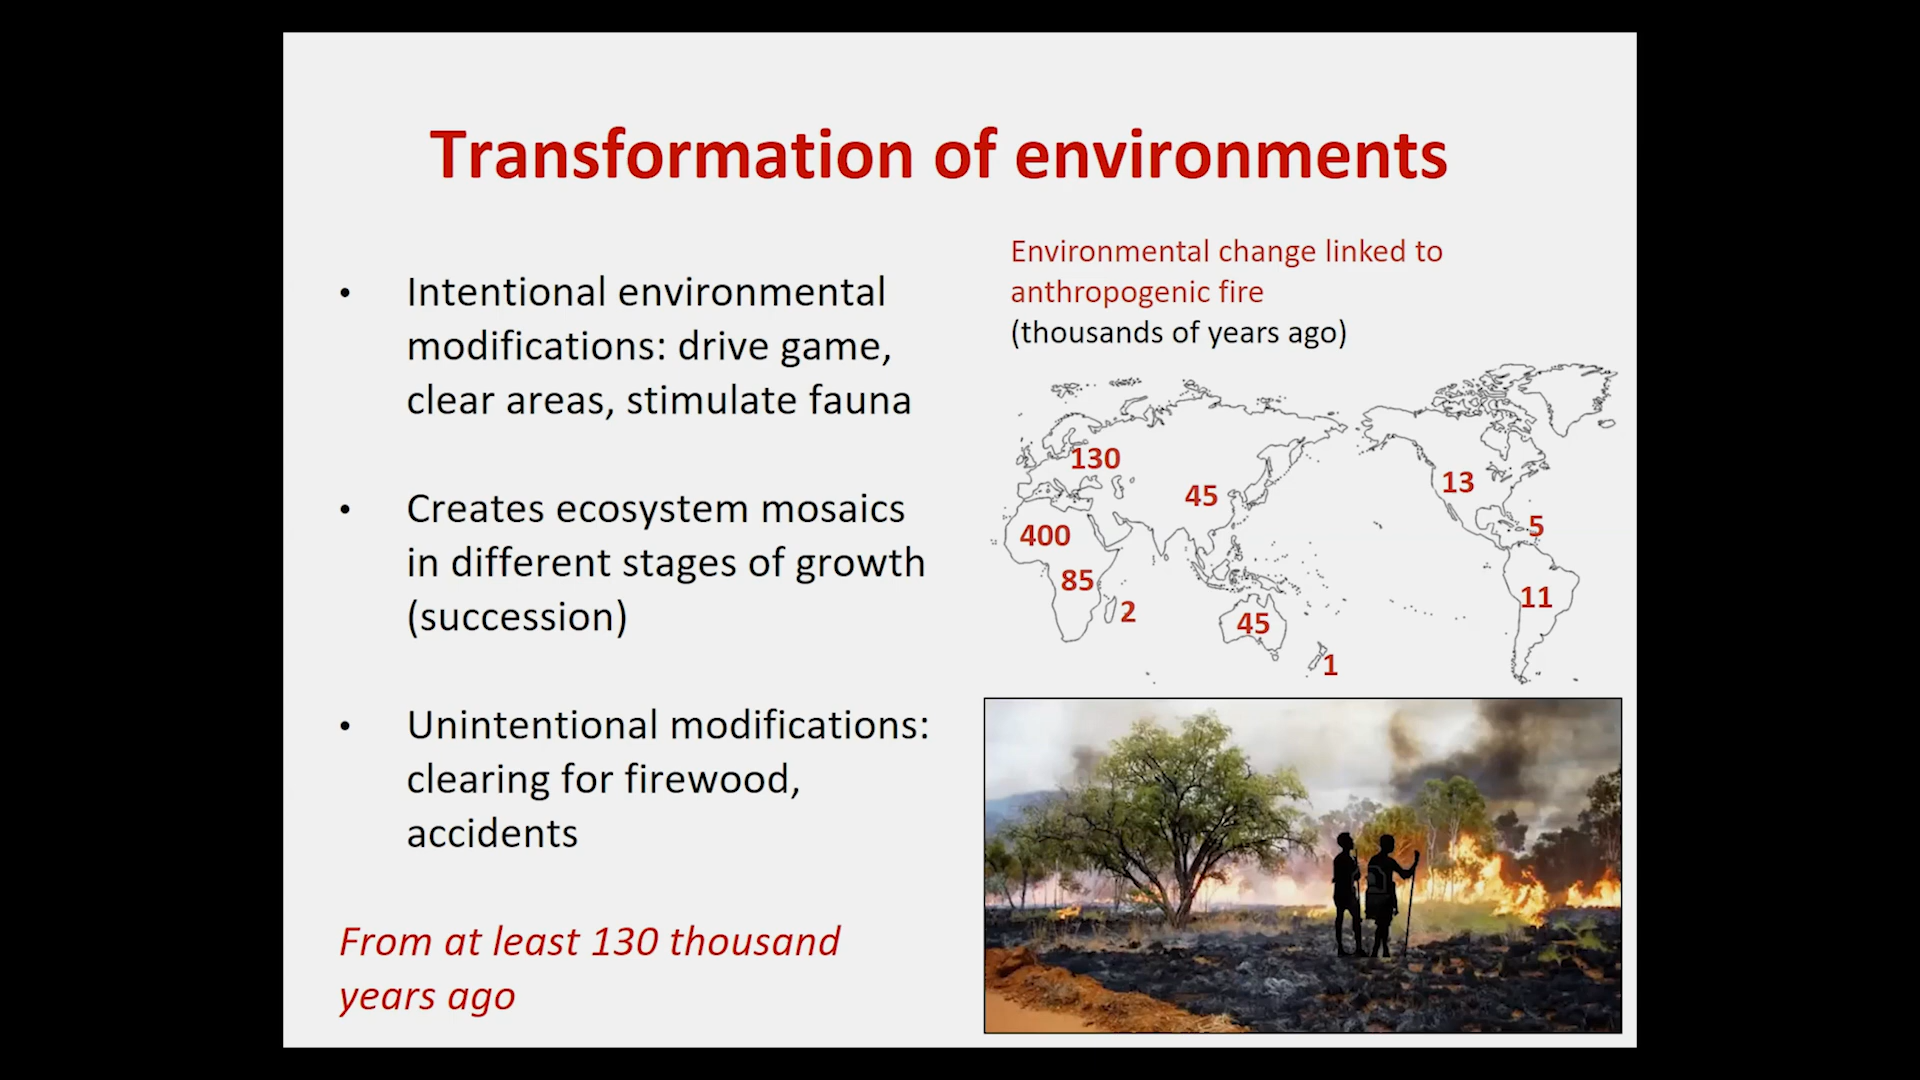 Transformation of environments
• Intentional environmental
modifications: drive game,
clear areas, stimulate fauna
• Creates ecosystem mosaics
in different stages of growth
(succession)
• Unintentional modifications:
clearing for firewood,
accidents
From at least 130 thousand
years ago
Environmental change linked to
anthropogenic fire
(thousands of years ago)
130
45
13
400
5
85
2
45
11
1